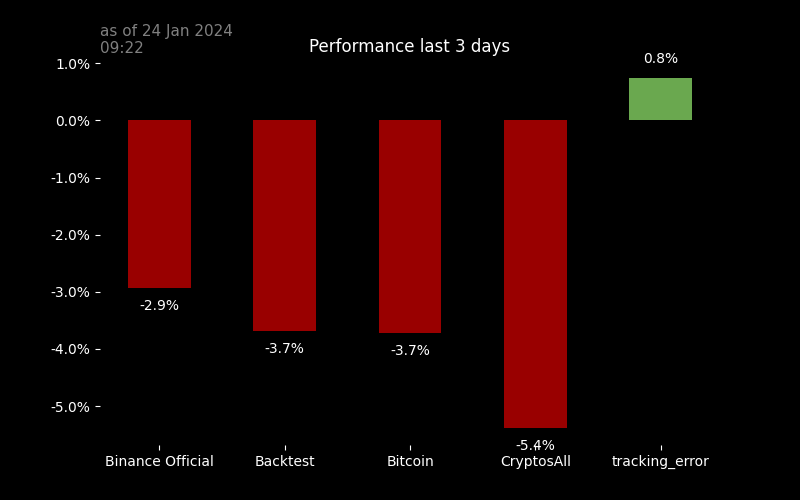 as of 24 Jan 2024
09:22
Performance last 3 days
1.0%
0.0%
-1.0%
-2.0%
-3.0%
-4.0%
-5.0%
0.8%
-2.9%
-3.7%
-3.7%
-5.4%
Binance Official
Backtest
Bitcoin
CryptosAll
tracking_error